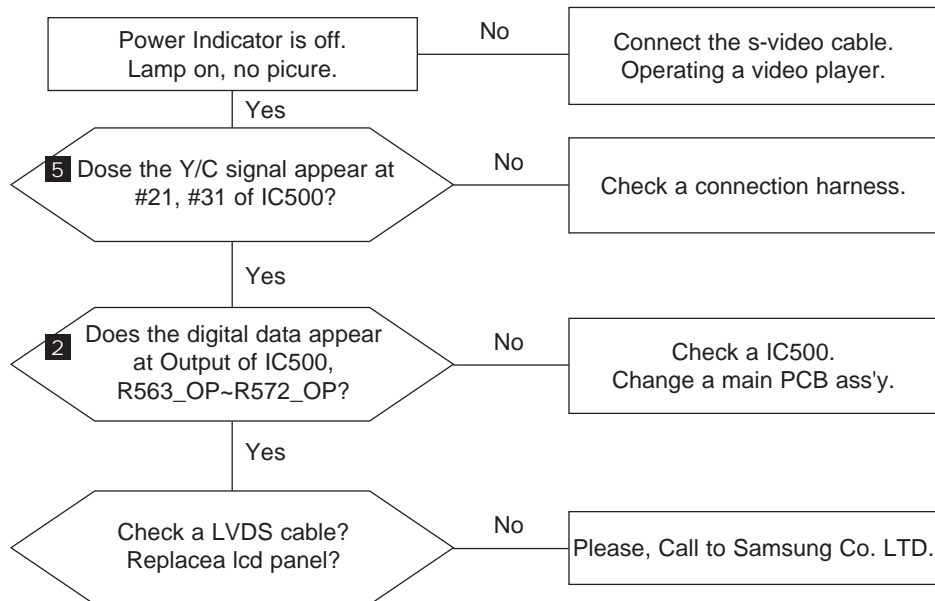 Power Indicator is off.
Lamp on, no picure.
No
Connect the s-video cable.
Operating a video player.
Yes
5 Dose the Y/C signal appear at
#21, #31 of IC500?
No
Check a connection harness.
Yes
2 Does the digital data appear
at Output of IC500,
R563_OP~R572_OP?
No
Check a IC500.
Change a main PCB ass'y.
Yes
Check a LVDS cable?
Replacea lcd panel?
No
Please, Call to Samsung Co. LTD.